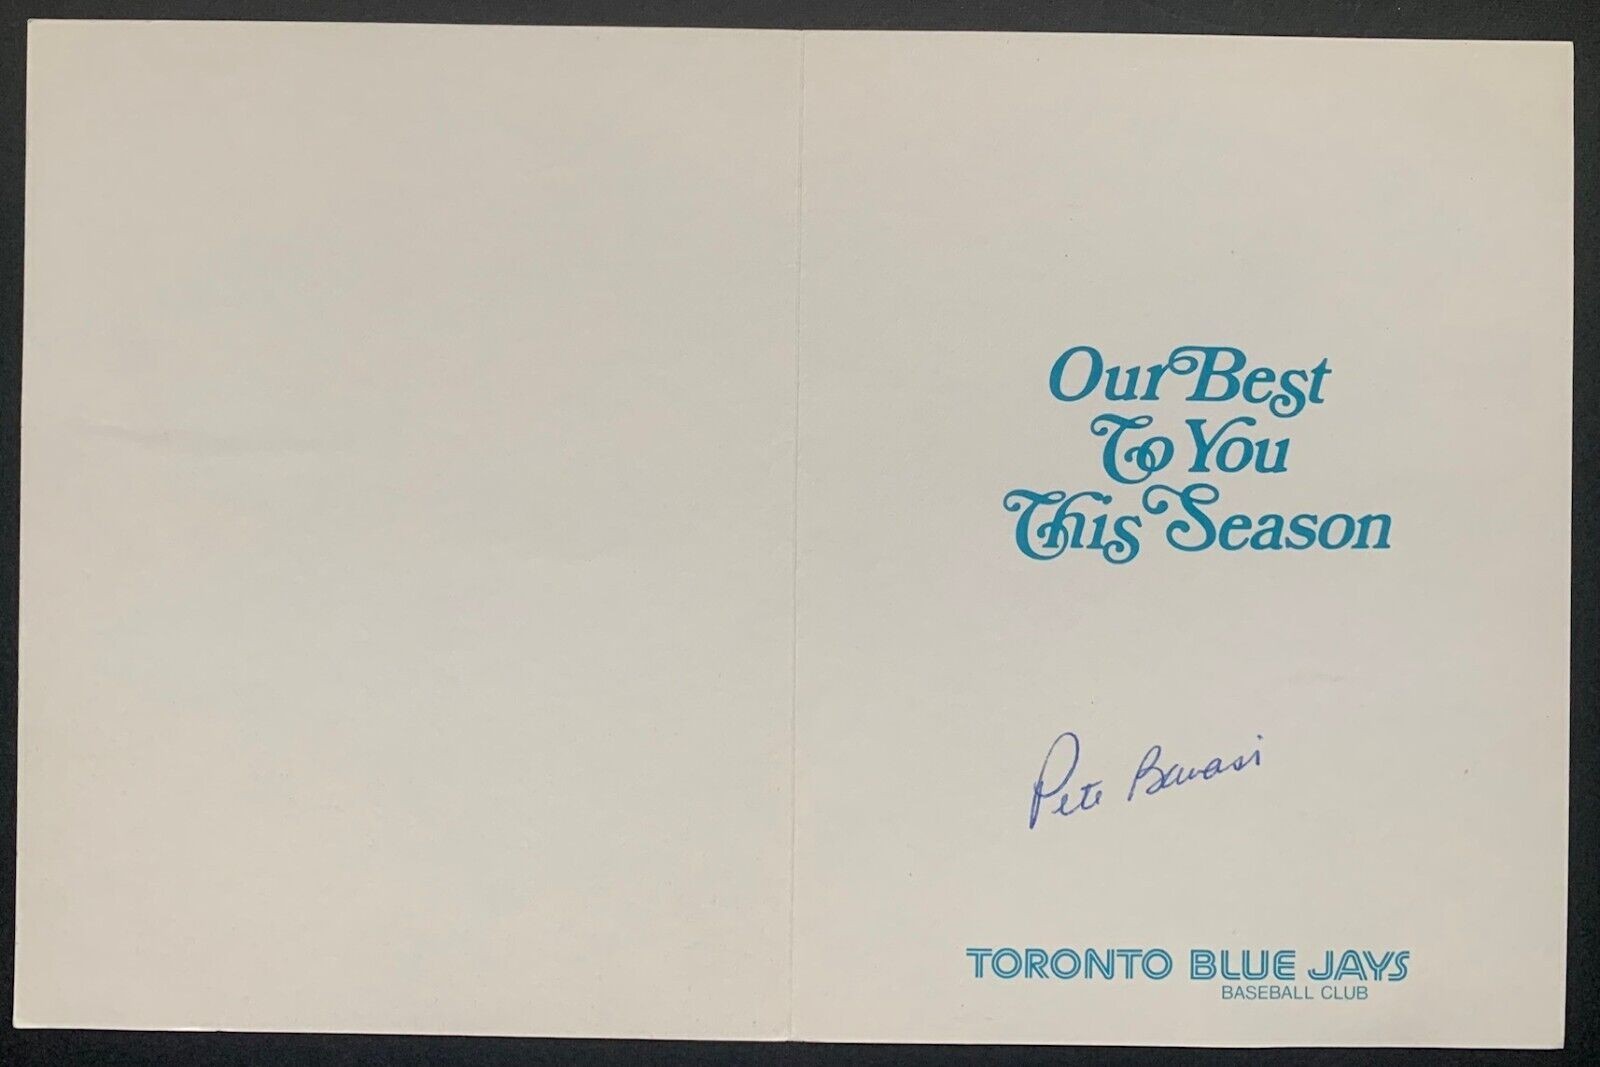 Our Best
To You
This Season
Pete Bavasi
TORONTO BLUE JAYS
BASEBALL CLUB